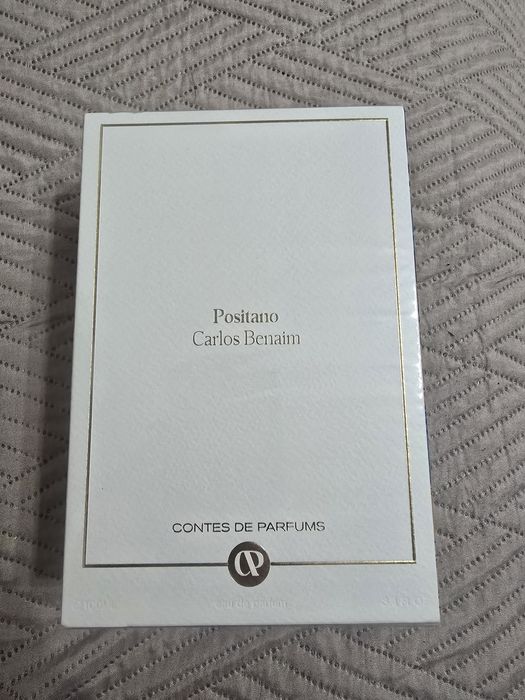 Positano
Carlos Benaim
CONTES DE PARFUMS
eau de parfum